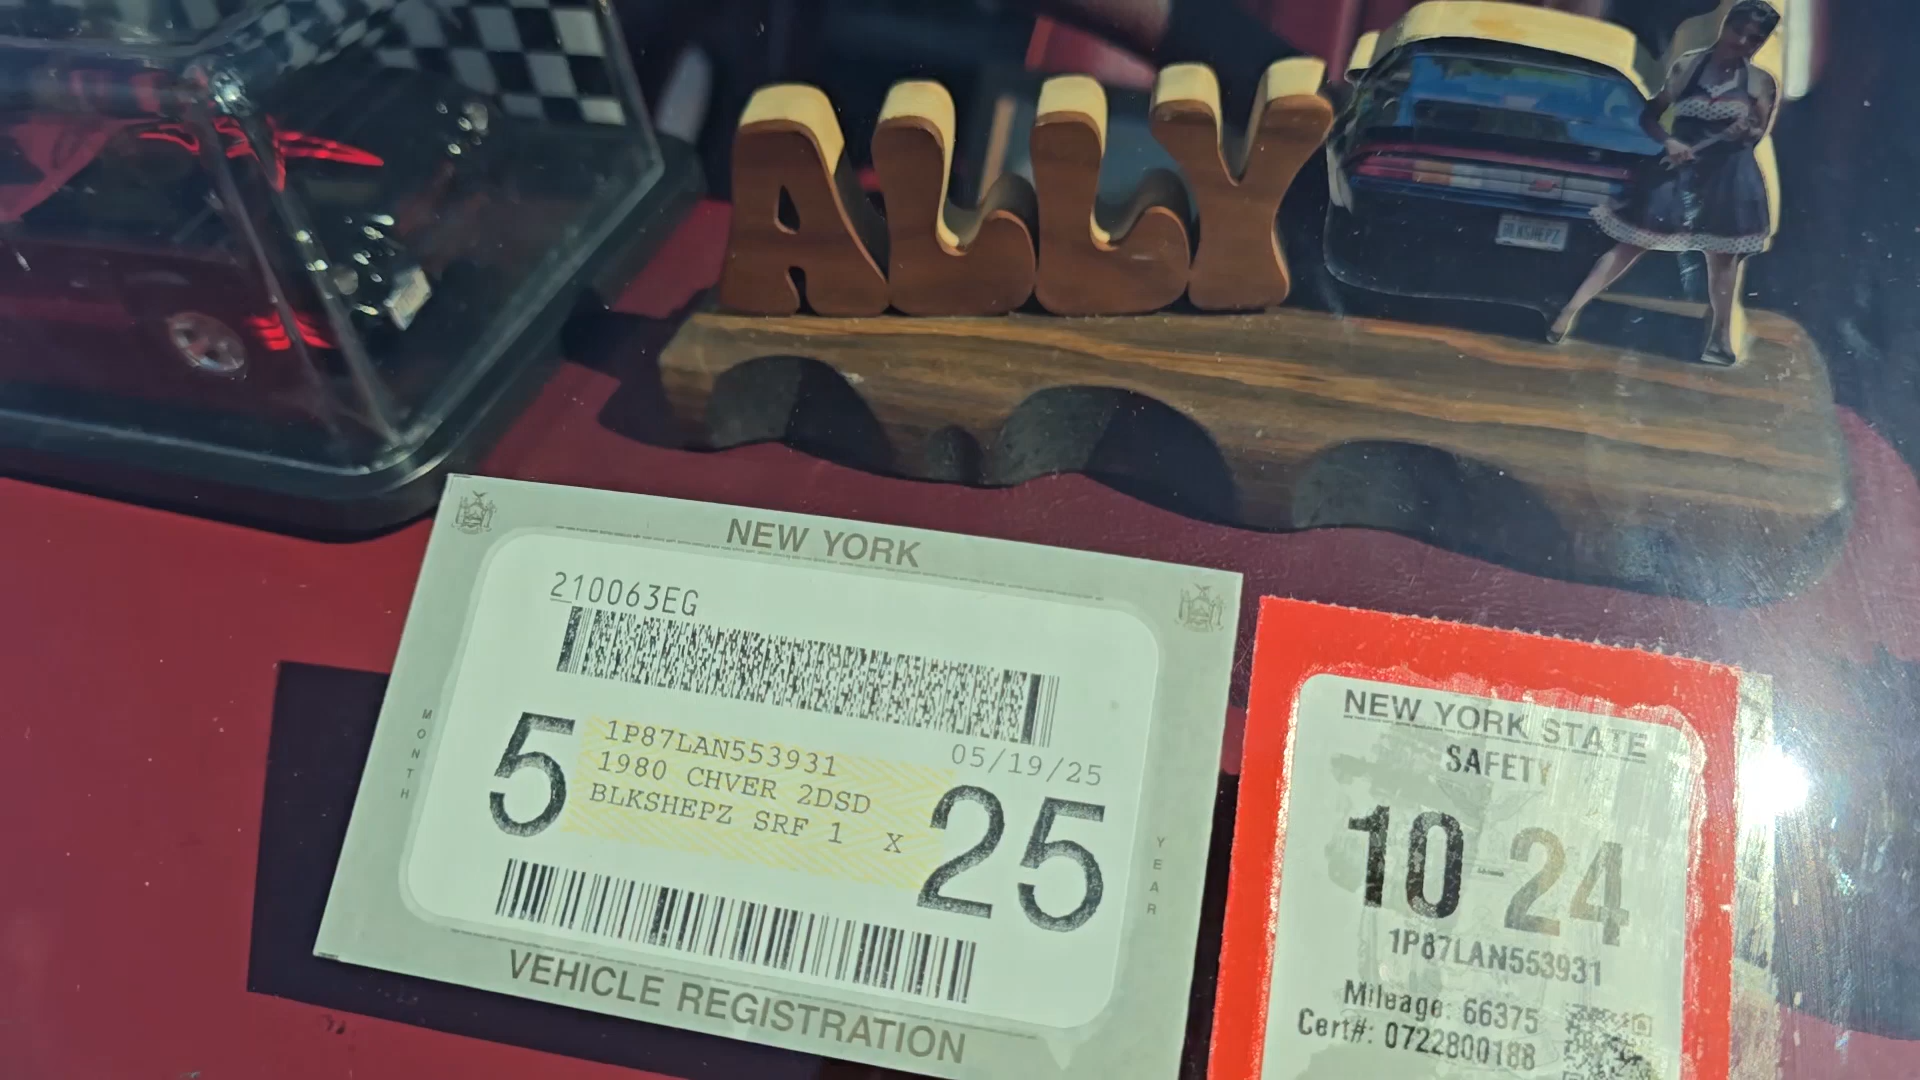 ALLY
BLKSHEPZ
NEW YORK
210063EG
05/19/25
MONTH
5
1P87LAN553931
1980 CHVER 2DSD
BLKSHEPZ SRF 1 X
25
YEAR
VEHICLE REGISTRATION
NEW YORK STATE
SAFETY
10-24
1P87LAN553931
Mileage: 66375
Cert#: 0722800188